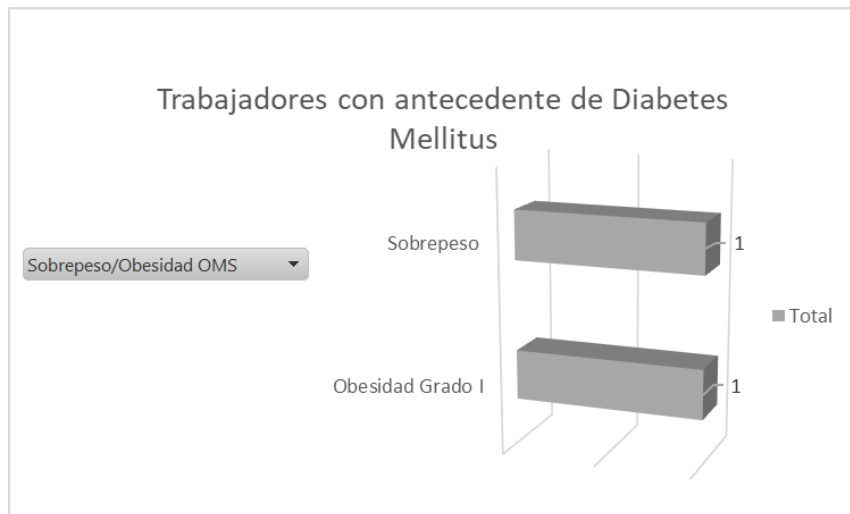 Trabajadores con antecedente de Diabetes
Mellitus
Sobrepeso/Obesidad OMS
Sobrepeso
1
Obesidad Grado I
1
Total